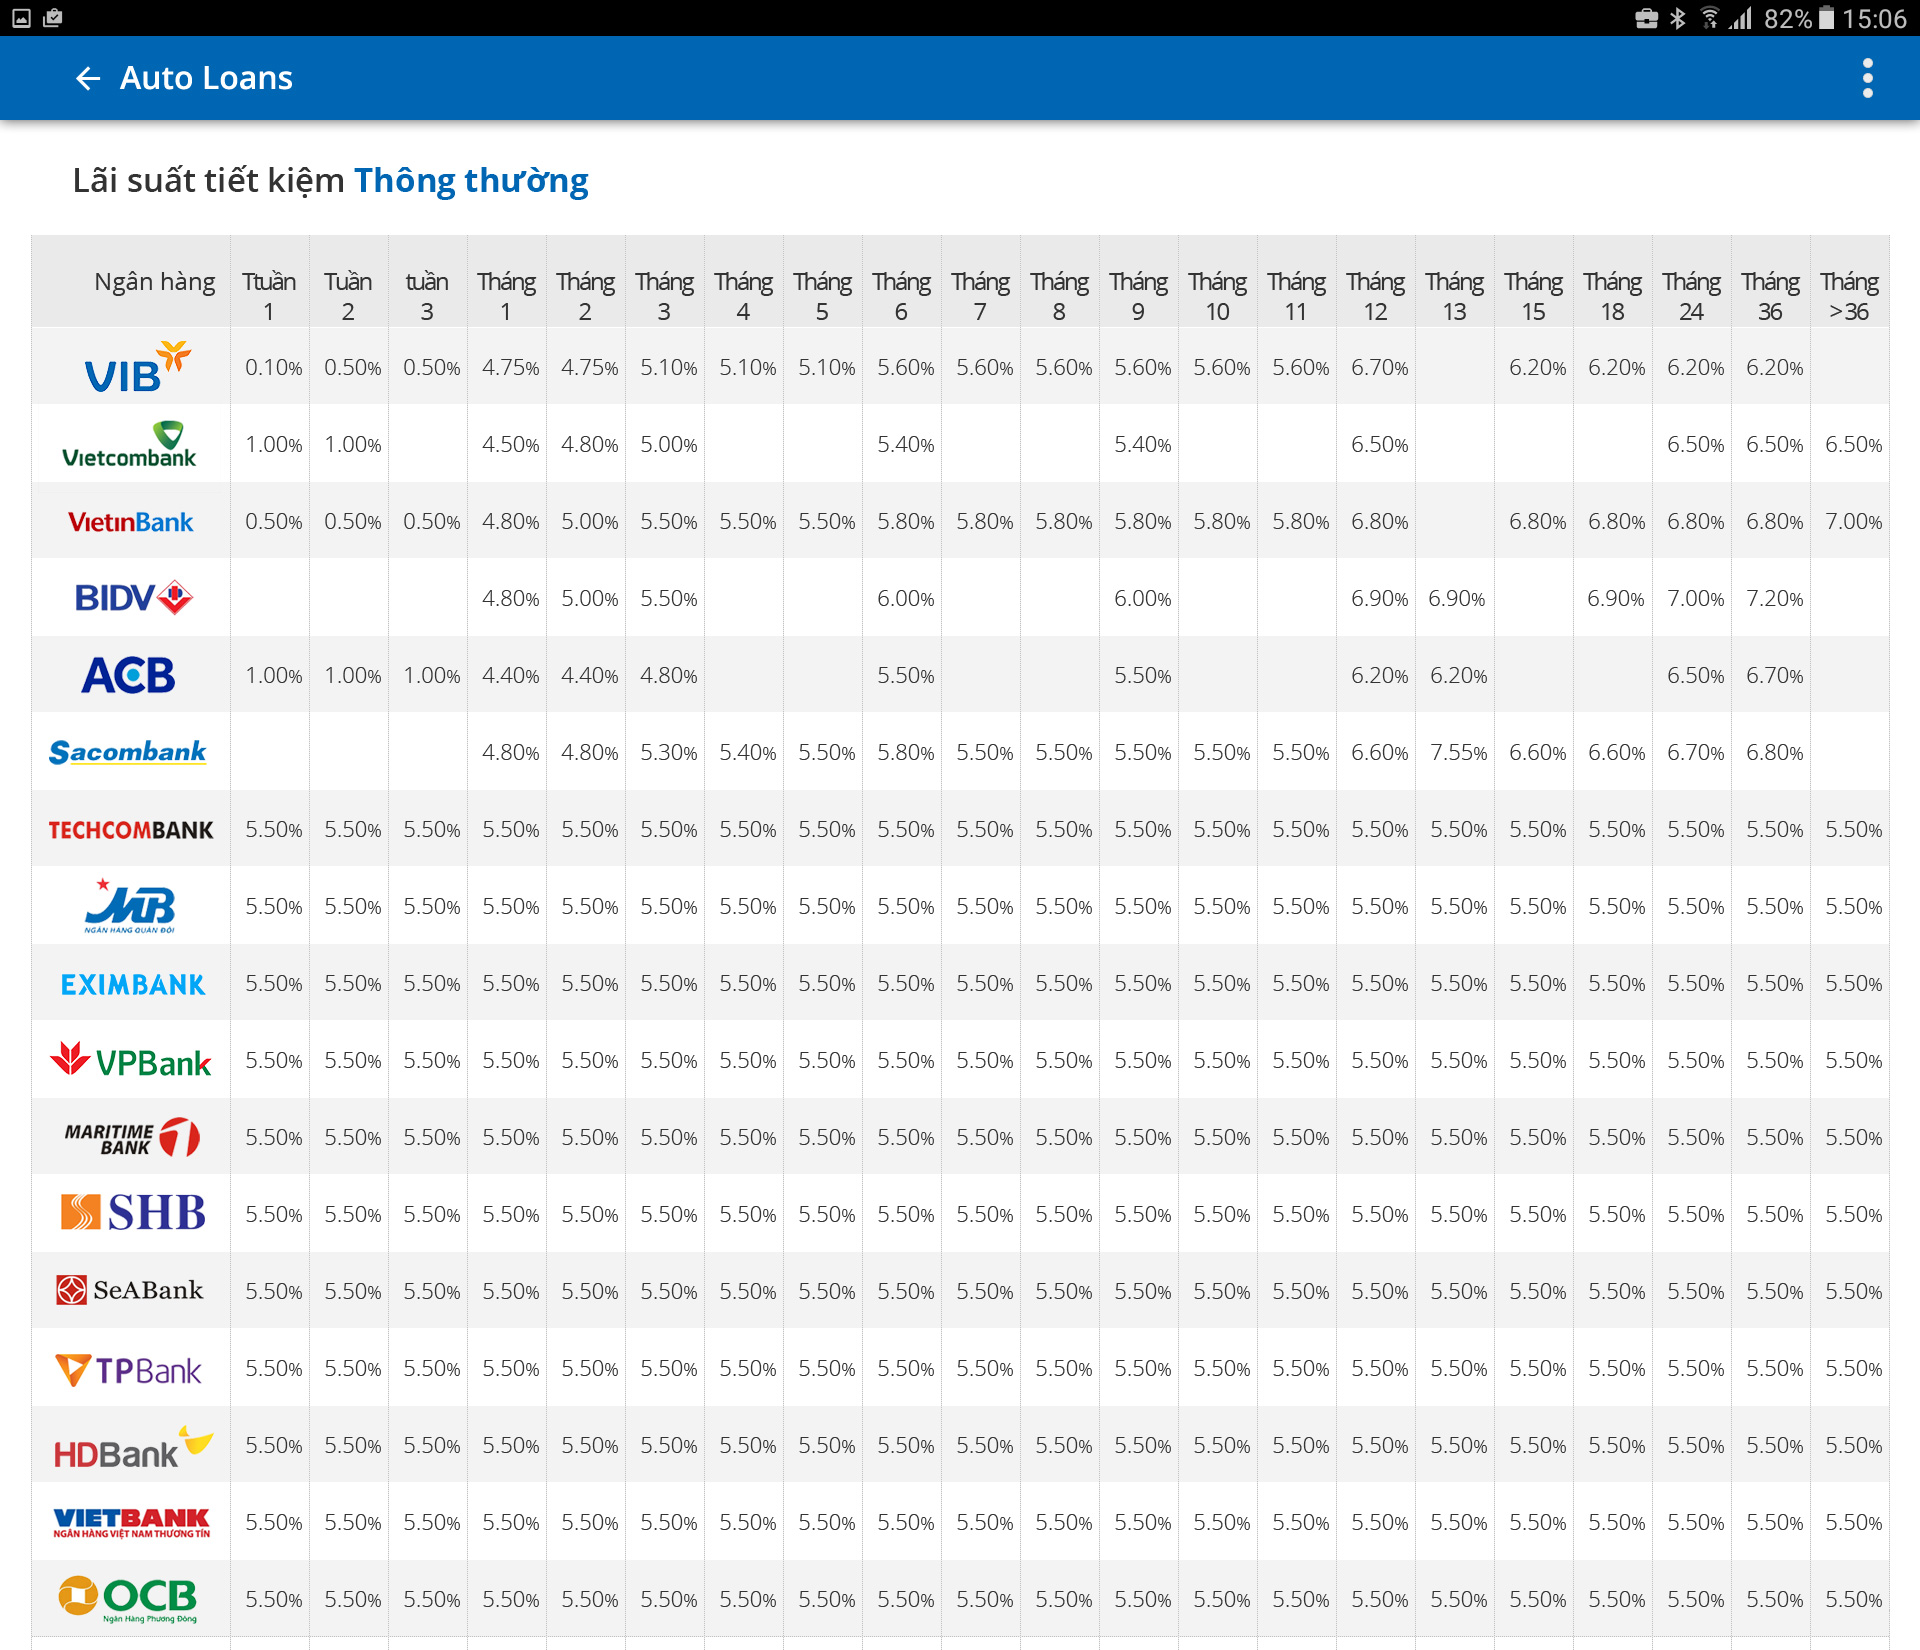 82% 15:06
Auto Loans
Lãi suất tiết kiệm Thông thường
Ngân hàng Ttuần 1 Tuần 2 tuần 3 Tháng 1 Tháng 2 Tháng 3 Tháng 4 Tháng 5 Tháng 6 Tháng 7 Tháng 8 Tháng 9 Tháng 10 Tháng 11 Tháng 12 Tháng 13 Tháng 15 Tháng 18 Tháng 24 Tháng 36 Tháng >36
VIB 0.10% 0.50% 0.50% 4.75% 4.75% 5.10% 5.10% 5.10% 5.60% 5.60% 5.60% 5.60% 5.60% 5.60% 6.70% 6.20% 6.20% 6.20% 6.20%
Vietcombank 1.00% 1.00% 4.50% 4.80% 5.00% 5.40% 5.40% 6.50% 6.50% 6.50% 6.50%
VietinBank 0.50% 0.50% 0.50% 4.80% 5.00% 5.50% 5.50% 5.50% 5.80% 5.80% 5.80% 5.80% 5.80% 5.80% 6.80% 6.80% 6.80% 6.80% 6.80% 7.00%
BIDV 4.80% 5.00% 5.50% 6.00% 6.00% 6.90% 6.90% 6.90% 7.00% 7.20%
ACB 1.00% 1.00% 1.00% 4.40% 4.40% 4.80% 5.50% 5.50% 6.20% 6.20% 6.50% 6.70%
Sacombank 4.80% 4.80% 5.30% 5.40% 5.50% 5.80% 5.50% 5.50% 5.50% 5.50% 5.50% 6.60% 7.55% 6.60% 6.60% 6.70% 6.80%
TECHCOMBANK 5.50% 5.50% 5.50% 5.50% 5.50% 5.50% 5.50% 5.50% 5.50% 5.50% 5.50% 5.50% 5.50% 5.50% 5.50% 5.50% 5.50% 5.50% 5.50% 5.50% 5.50%
MB 5.50% 5.50% 5.50% 5.50% 5.50% 5.50% 5.50% 5.50% 5.50% 5.50% 5.50% 5.50% 5.50% 5.50% 5.50% 5.50% 5.50% 5.50% 5.50% 5.50% 5.50%
NGÂN HÀNG QUÂN ĐỘI
EXIMBANK 5.50% 5.50% 5.50% 5.50% 5.50% 5.50% 5.50% 5.50% 5.50% 5.50% 5.50% 5.50% 5.50% 5.50% 5.50% 5.50% 5.50% 5.50% 5.50% 5.50% 5.50%
VPBank 5.50% 5.50% 5.50% 5.50% 5.50% 5.50% 5.50% 5.50% 5.50% 5.50% 5.50% 5.50% 5.50% 5.50% 5.50% 5.50% 5.50% 5.50% 5.50% 5.50% 5.50%
MARITIME BANK 5.50% 5.50% 5.50% 5.50% 5.50% 5.50% 5.50% 5.50% 5.50% 5.50% 5.50% 5.50% 5.50% 5.50% 5.50% 5.50% 5.50% 5.50% 5.50% 5.50% 5.50%
SHB 5.50% 5.50% 5.50% 5.50% 5.50% 5.50% 5.50% 5.50% 5.50% 5.50% 5.50% 5.50% 5.50% 5.50% 5.50% 5.50% 5.50% 5.50% 5.50% 5.50% 5.50%
SeABank 5.50% 5.50% 5.50% 5.50% 5.50% 5.50% 5.50% 5.50% 5.50% 5.50% 5.50% 5.50% 5.50% 5.50% 5.50% 5.50% 5.50% 5.50% 5.50% 5.50% 5.50%
TPBank 5.50% 5.50% 5.50% 5.50% 5.50% 5.50% 5.50% 5.50% 5.50% 5.50% 5.50% 5.50% 5.50% 5.50% 5.50% 5.50% 5.50% 5.50% 5.50% 5.50% 5.50%
HDBank 5.50% 5.50% 5.50% 5.50% 5.50% 5.50% 5.50% 5.50% 5.50% 5.50% 5.50% 5.50% 5.50% 5.50% 5.50% 5.50% 5.50% 5.50% 5.50% 5.50% 5.50%
VIETBANK 5.50% 5.50% 5.50% 5.50% 5.50% 5.50% 5.50% 5.50% 5.50% 5.50% 5.50% 5.50% 5.50% 5.50% 5.50% 5.50% 5.50% 5.50% 5.50% 5.50% 5.50%
NGÂN HÀNG VIỆT NAM THƯƠNG TÍN
OCB 5.50% 5.50% 5.50% 5.50% 5.50% 5.50% 5.50% 5.50% 5.50% 5.50% 5.50% 5.50% 5.50% 5.50% 5.50% 5.50% 5.50% 5.50% 5.50% 5.50% 5.50%
Ngân Hàng Phương Đông